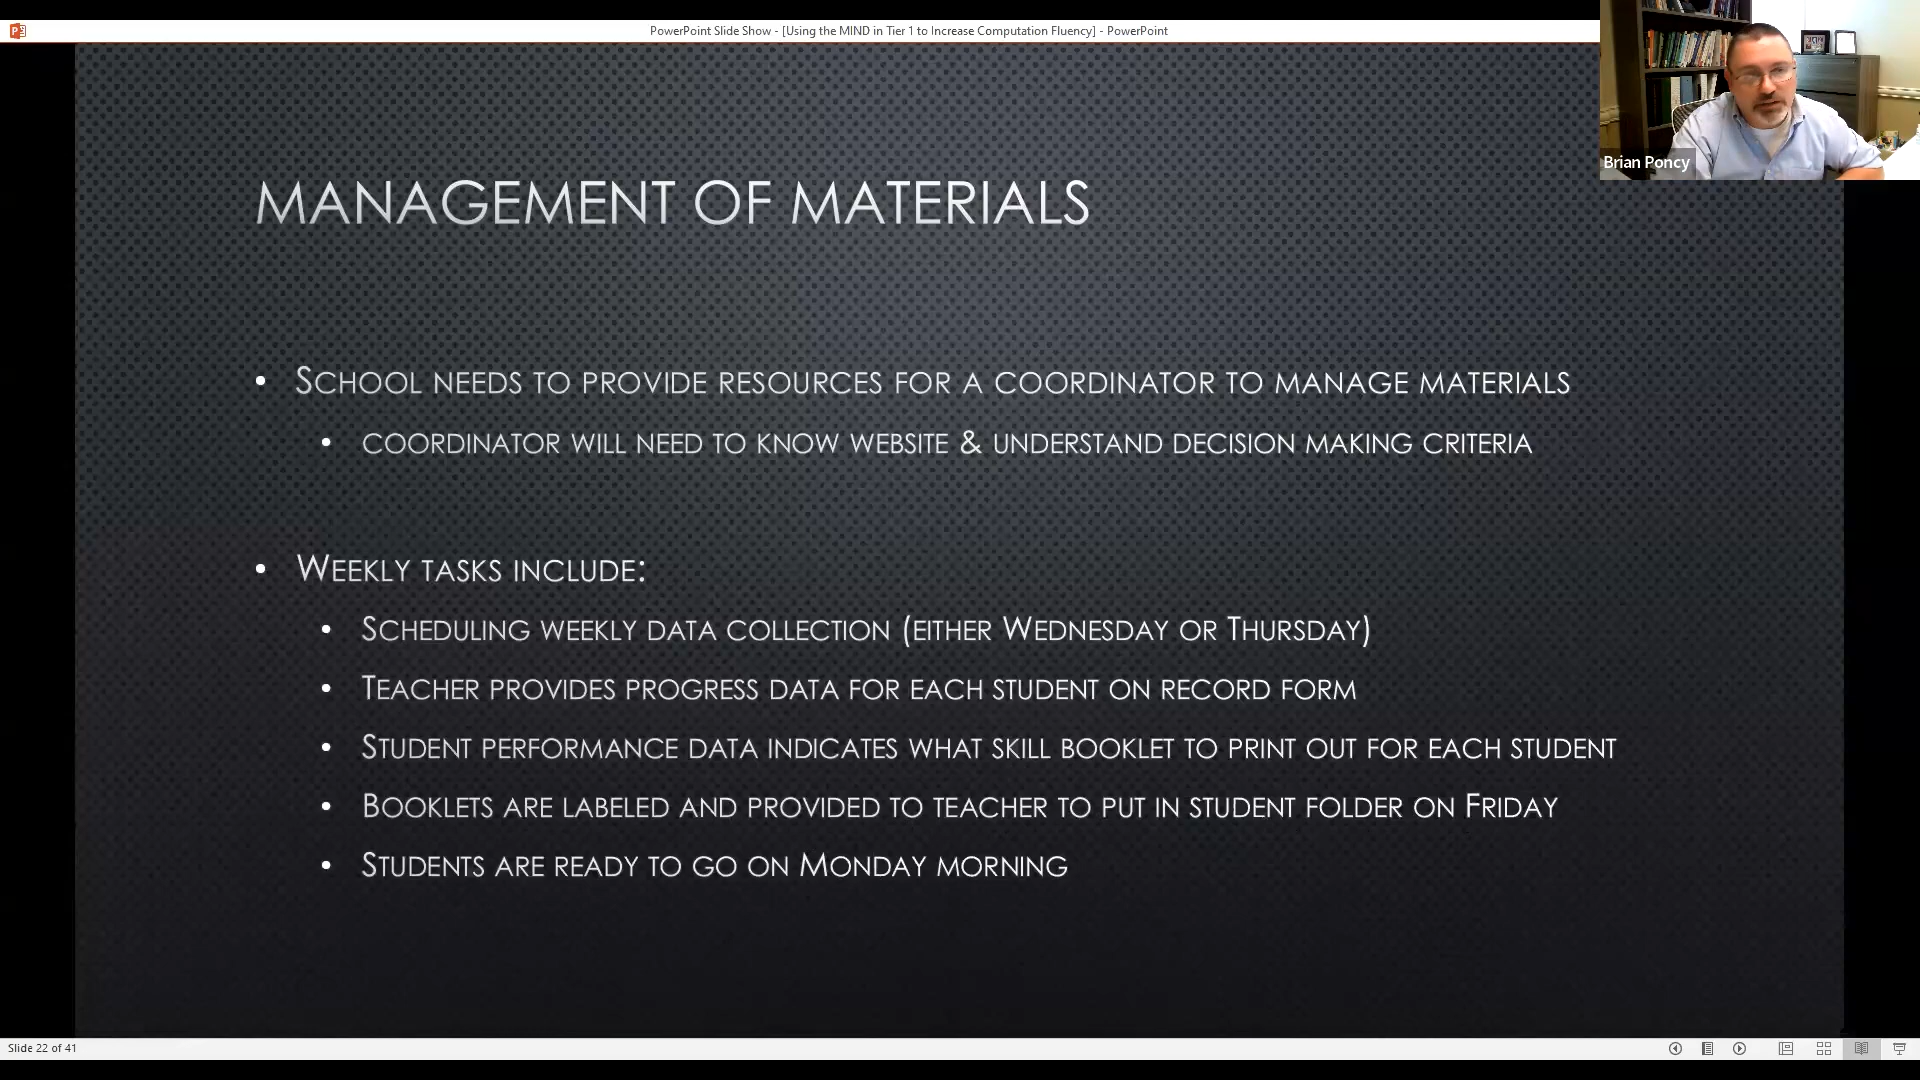 PowerPoint Slide Show - [Using the MIND in Tier 1 to Increase Computation Fluency] - PowerPoint
Brian Poncy
MANAGEMENT OF MATERIALS
• SCHOOL NEEDS TO PROVIDE RESOURCES FOR A COORDINATOR TO MANAGE MATERIALS
• COORDINATOR WILL NEED TO KNOW WEBSITE & UNDERSTAND DECISION MAKING CRITERIA
• WEEKLY TASKS INCLUDE:
• SCHEDULING WEEKLY DATA COLLECTION (EITHER WEDNESDAY OR THURSDAY)
• TEACHER PROVIDES PROGRESS DATA FOR EACH STUDENT ON RECORD FORM
• STUDENT PERFORMANCE DATA INDICATES WHAT SKILL BOOKLET TO PRINT OUT FOR EACH STUDENT
• BOOKLETS ARE LABELED AND PROVIDED TO TEACHER TO PUT IN STUDENT FOLDER ON FRIDAY
• STUDENTS ARE READY TO GO ON MONDAY MORNING
Slide 22 of 41